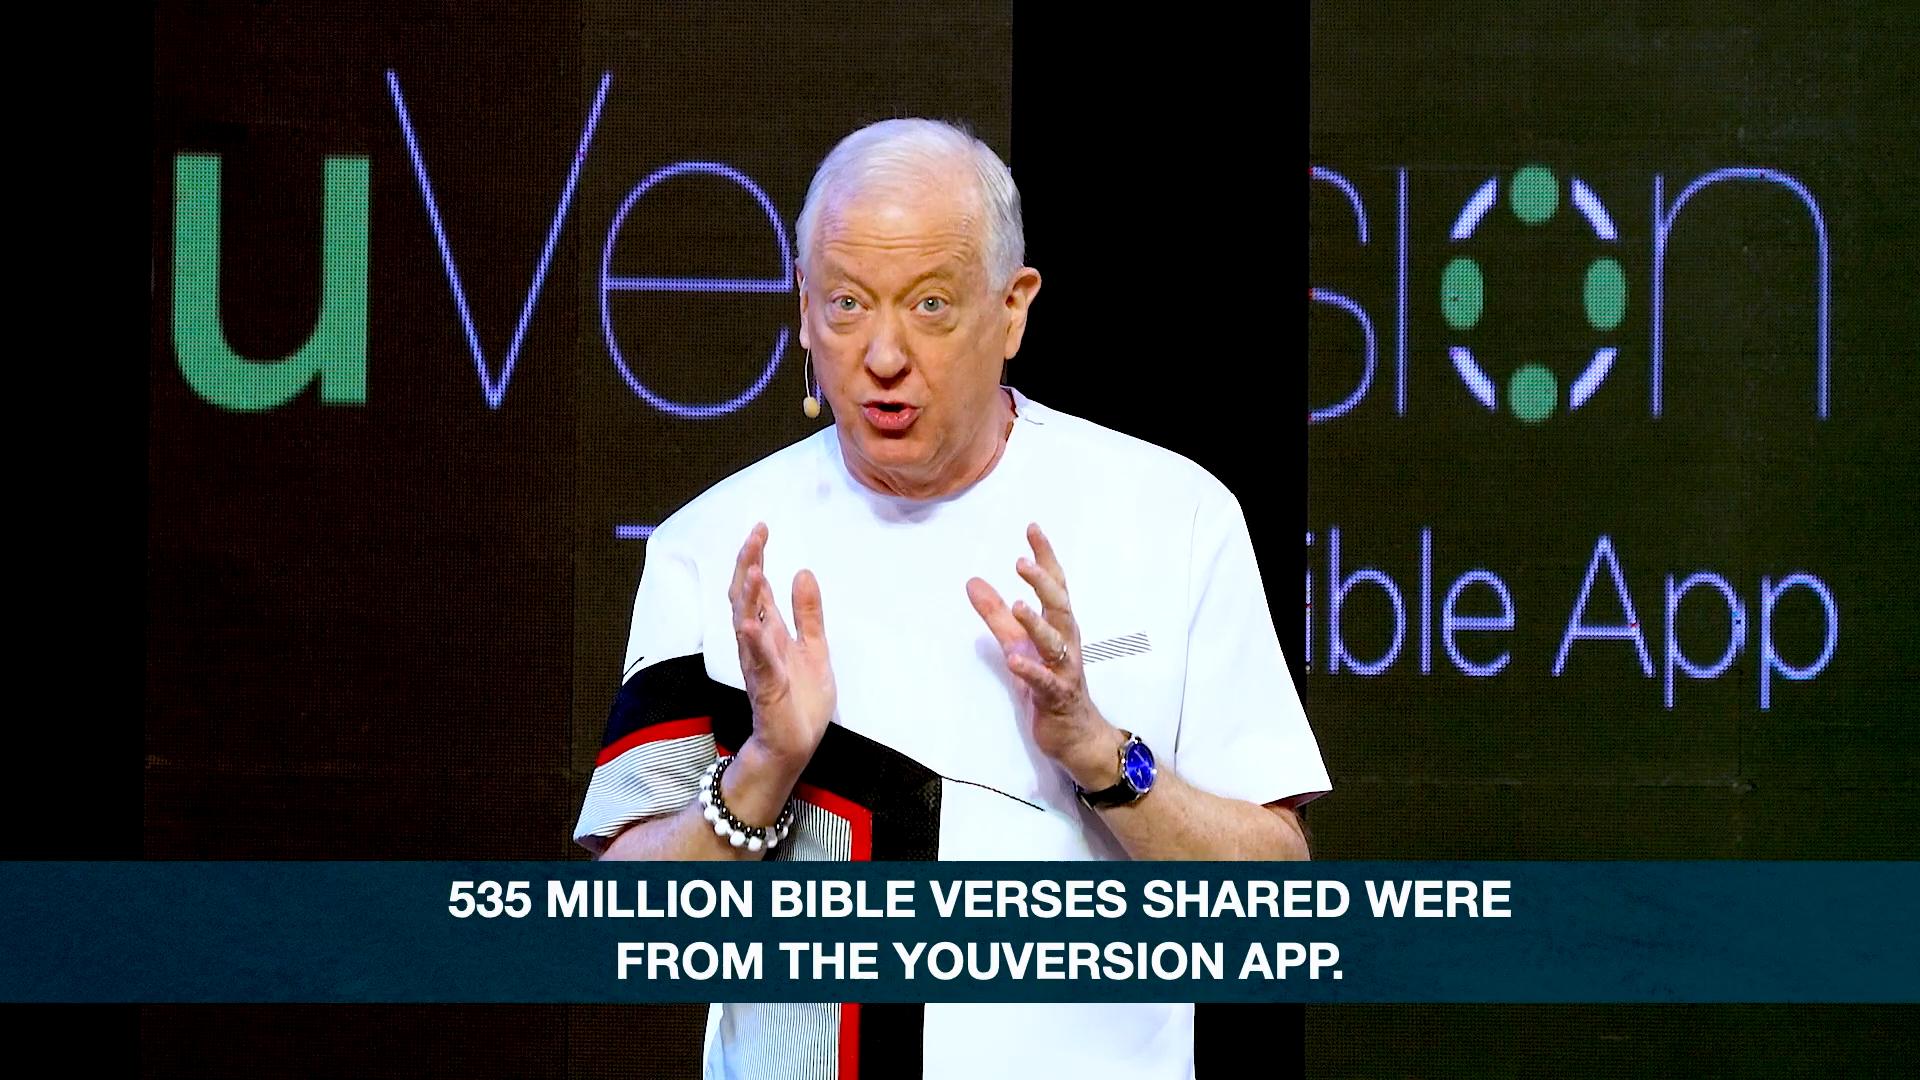 uVe sion
ible App
535 MILLION BIBLE VERSES SHARED WERE
FROM THE YOUVERSION APP.